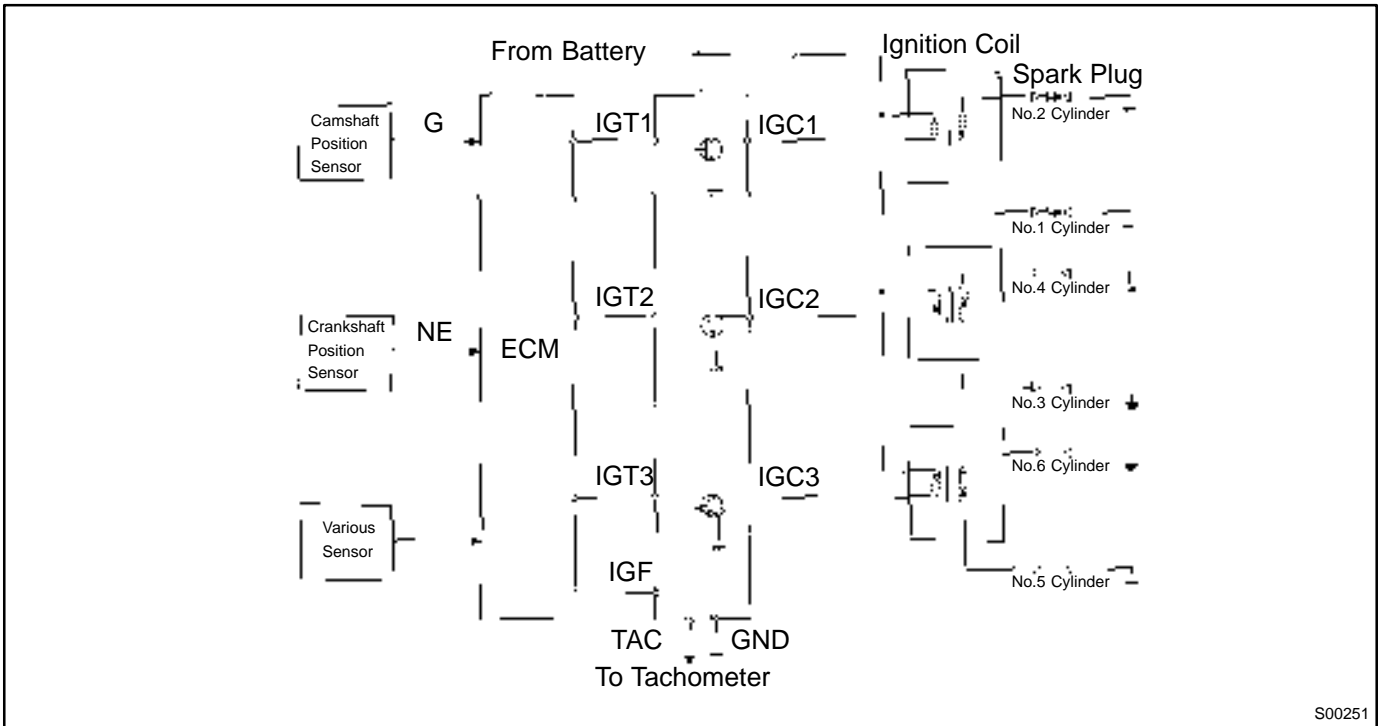 From Battery
Ignition Coil
Spark Plug
Camshaft
Position
Sensor
G
IGT1
IGC1
No.2 Cylinder
No.1 Cylinder
IGT2
IGC2
No.4 Cylinder
Crankshaft
Position
Sensor
NE
ECM
No.3 Cylinder
IGT3
IGC3
No.6 Cylinder
Various
Sensor
IGF
No.5 Cylinder
TAC
GND
To Tachometer
S00251